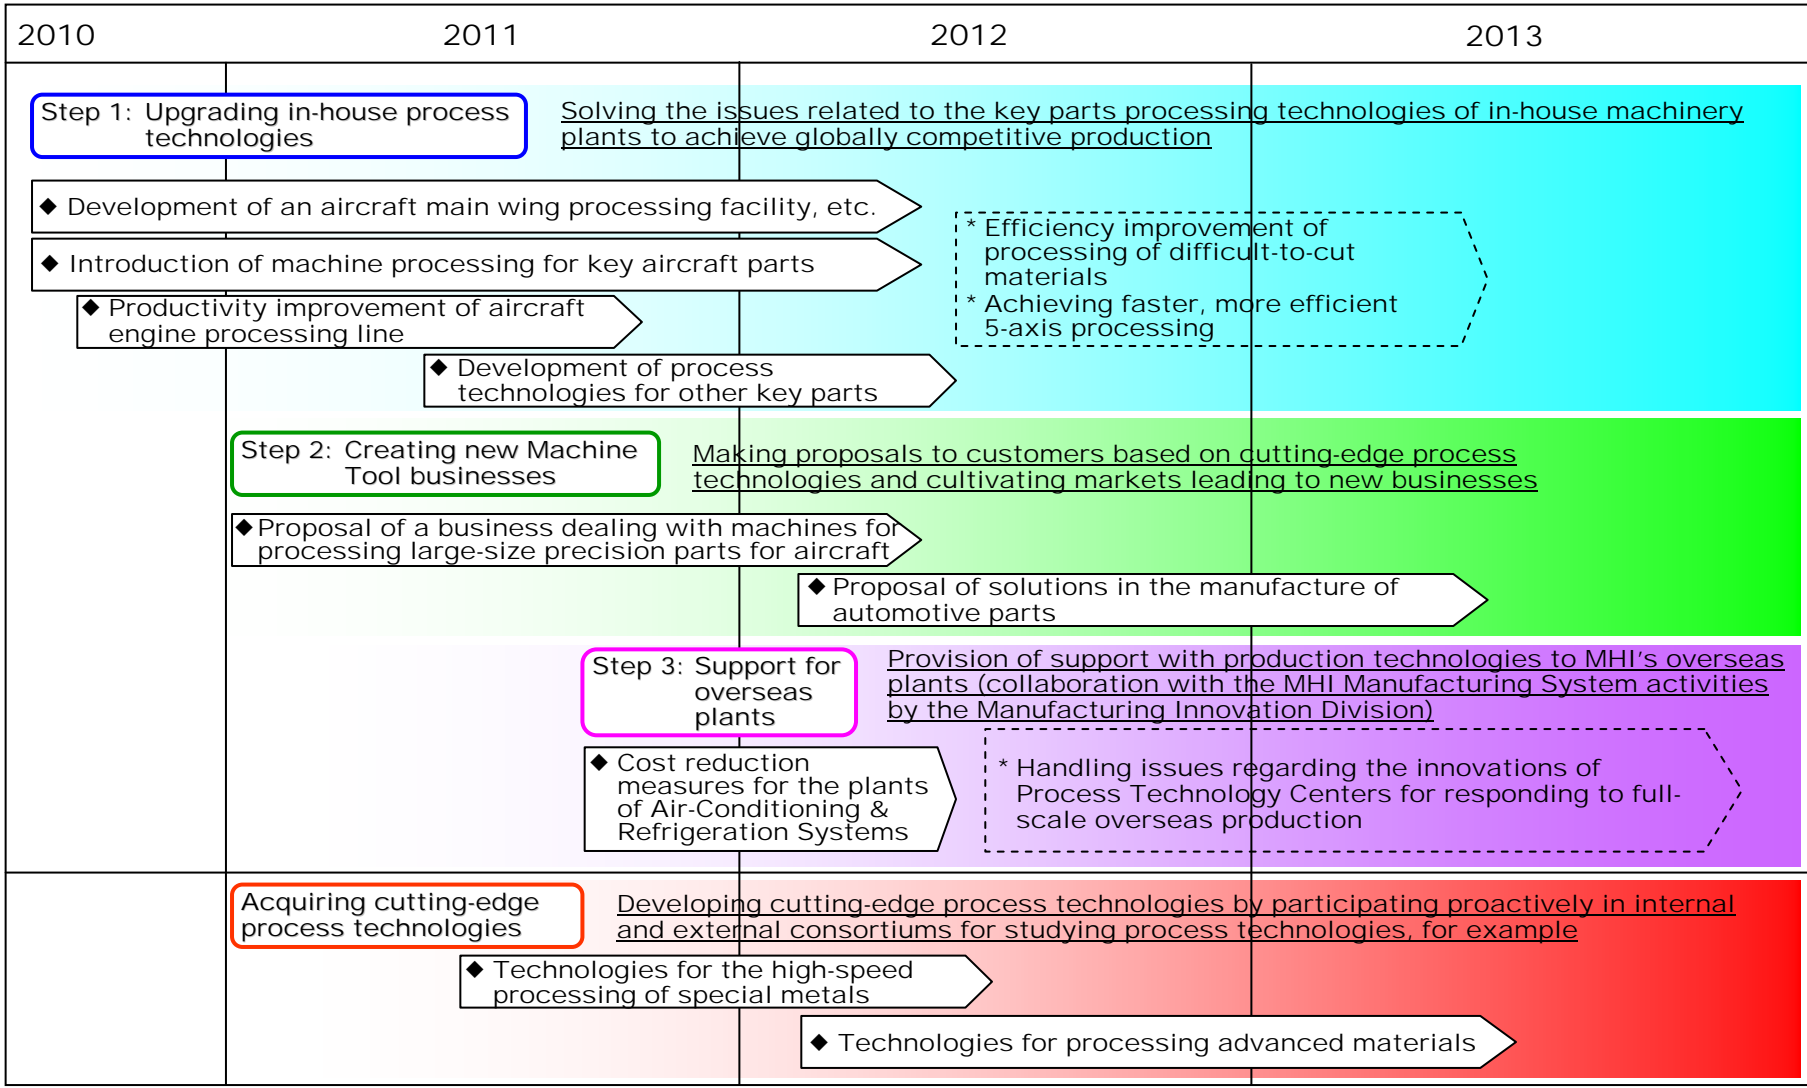 2010 2011 2012 2013
Step 1: Upgrading in-house process
technologies
Solving the issues related to the key parts processing technologies of in-house machinery
plants to achieve globally competitive production
◆ Development of an aircraft main wing processing facility, etc.
◆ Introduction of machine processing for key aircraft parts
◆ Productivity improvement of aircraft
engine processing line
◆ Development of process
technologies for other key parts
* Efficiency improvement of
processing of difficult-to-cut
materials
* Achieving faster, more efficient
5-axis processing
Step 2: Creating new Machine
Tool businesses
Making proposals to customers based on cutting-edge process
technologies and cultivating markets leading to new businesses
◆ Proposal of a business dealing with machines for
processing large-size precision parts for aircraft
◆ Proposal of solutions in the manufacture of
automotive parts
Step 3: Support for
overseas
plants
Provision of support with production technologies to MHI's overseas
plants (collaboration with the MHI Manufacturing System activities
by the Manufacturing Innovation Division)
◆ Cost reduction
measures for the plants
of Air-Conditioning &
Refrigeration Systems
* Handling issues regarding the innovations of
Process Technology Centers for responding to full-
scale overseas production
Acquiring cutting-edge
process technologies
Developing cutting-edge process technologies by participating proactively in internal
and external consortiums for studying process technologies, for example
◆ Technologies for the high-speed
processing of special metals
◆ Technologies for processing advanced materials